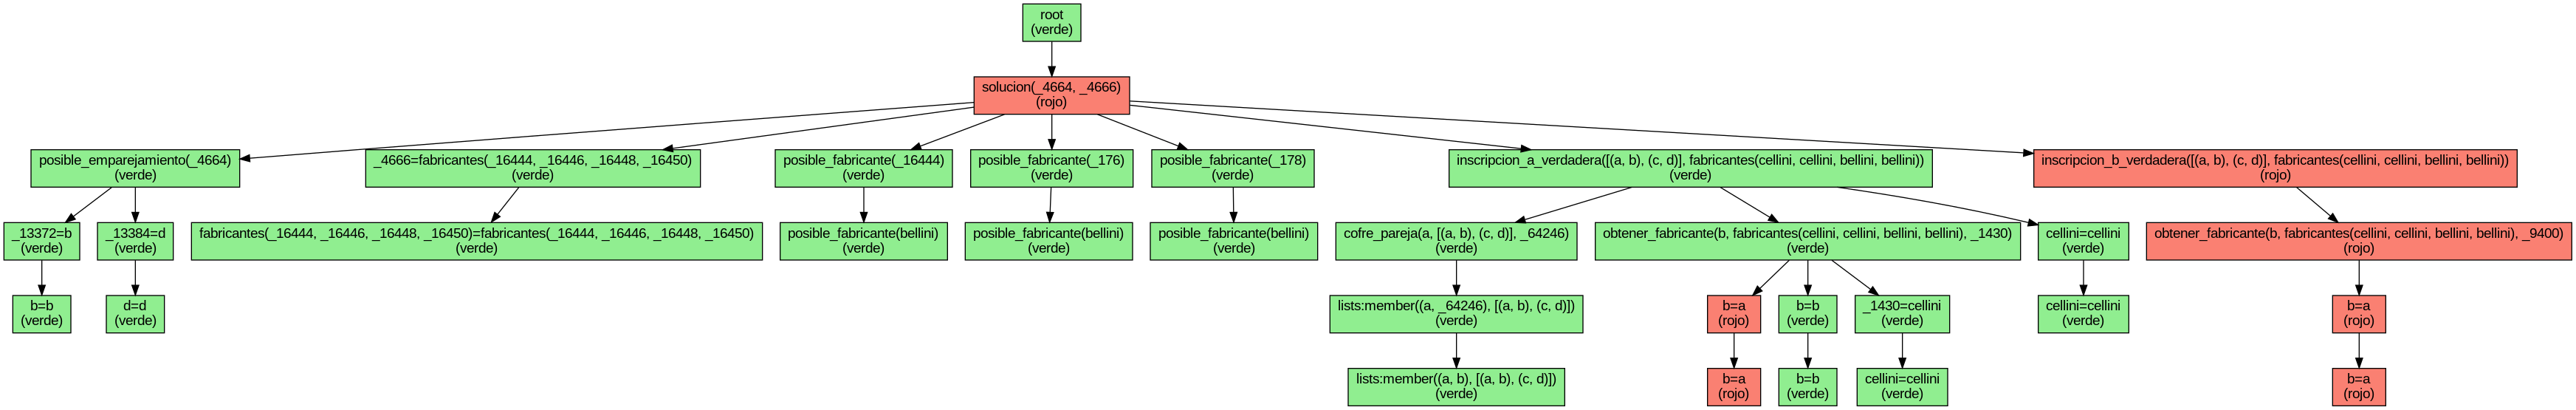 root
(verde)
solucion(_4664, _4666)
(rojo)
posible_emparejamiento(_4664)
(verde)
_4666=fabricantes(_16444, _16446, _16448, _16450)
(verde)
posible_fabricante(_16444)
(verde)
posible_fabricante(_176)
(verde)
posible_fabricante(_178)
(verde)
inscripcion_a_verdadera([(a, b), (c, d)], fabricantes(cellini, cellini, bellini, bellini))
(verde)
inscripcion_b_verdadera([(a, b), (c, d)], fabricantes(cellini, cellini, bellini, bellini))
(rojo)
_13372=b
(verde)
_13384=d
(verde)
fabricantes(_16444, _16446, _16448, _16450)=fabricantes(_16444, _16446, _16448, _16450)
(verde)
posible_fabricante(bellini)
(verde)
posible_fabricante(bellini)
(verde)
posible_fabricante(bellini)
(verde)
cofre_pareja(a, [(a, b), (c, d)], _64246)
(verde)
obtener_fabricante(b, fabricantes(cellini, cellini, bellini, bellini), _1430)
(verde)
cellini=cellini
(verde)
obtener_fabricante(b, fabricantes(cellini, cellini, bellini, bellini), _9400)
(rojo)
b=b
(verde)
d=d
(verde)
lists:member((a, _64246), [(a, b), (c, d)])
(verde)
b=a
(rojo)
b=b
(verde)
_1430=cellini
(verde)
cellini=cellini
(verde)
b=a
(rojo)
lists:member((a, b), [(a, b), (c, d)])
(verde)
b=a
(rojo)
b=b
(verde)
cellini=cellini
(verde)
b=a
(rojo)